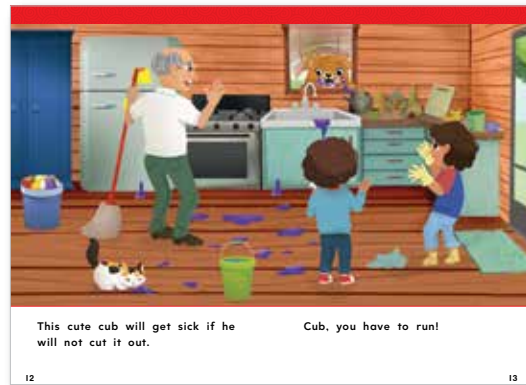 This cute cub will get sick if he
will not cut it out.
Cub, you have to run!
12
13